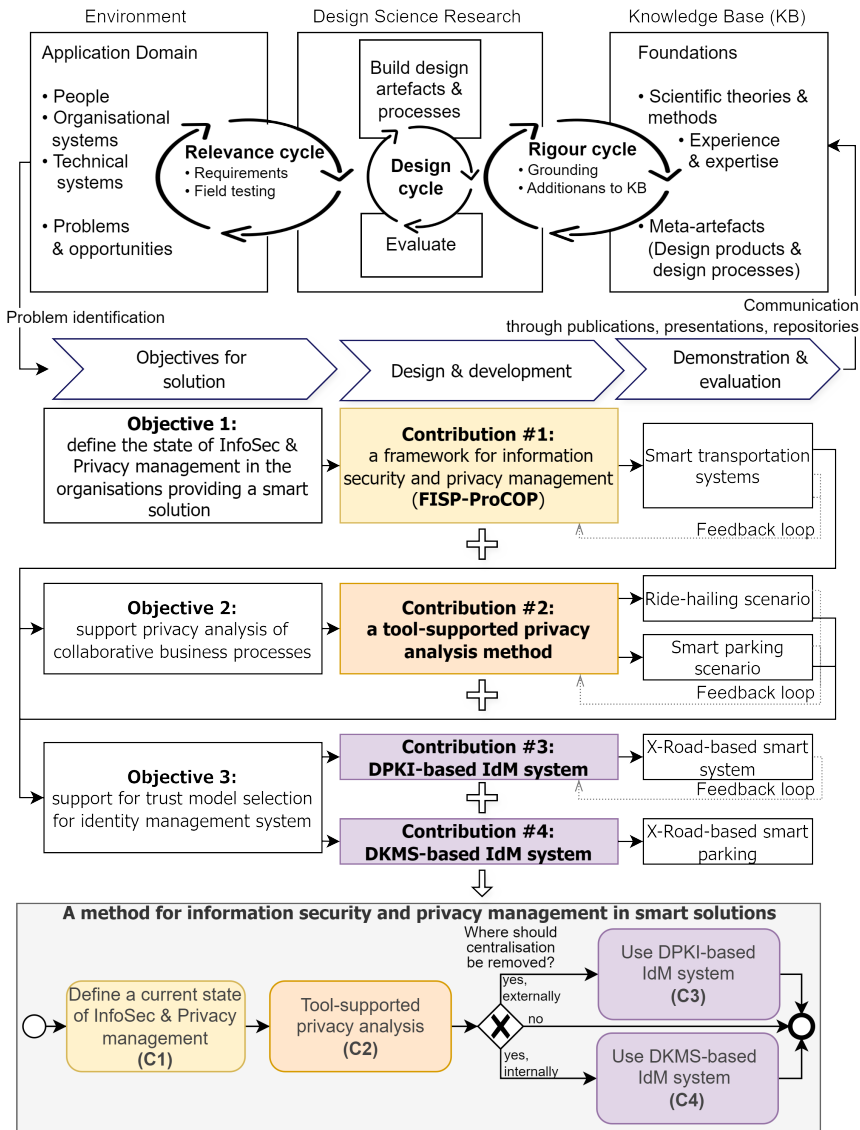 Environment
Design Science Research
Knowledge Base (KB)
Application Domain
• People
• Organisational
systems
• Technical
systems
• Problems
& opportunities
Relevance cycle
• Requirements
• Field testing
Build design
artefacts &
processes
Design
cycle
Evaluate
Rigour cycle
• Grounding
• Additionans to KB
Foundations
• Scientific theories &
methods
• Experience
& expertise
• Meta-artefacts
(Design products &
design processes)
Problem identification
Communication
through publications, presentations, repositories
Objectives for
solution
Design & development
Demonstration &
evaluation
Objective 1:
define the state of InfoSec &
Privacy management in the
organisations providing a smart
solution
Contribution #1:
a framework for information
security and privacy management
(FISP-ProCOP)
Smart transportation
systems
Feedback loop
Objective 2:
support privacy analysis of
collaborative business processes
Contribution #2:
a tool-supported privacy
analysis method
Ride-hailing scenario
Smart parking
scenario
Feedback loop
Objective 3:
support for trust model selection
for identity management system
Contribution #3:
DPKI-based IdM system
X-Road-based smart
system
Feedback loop
Contribution #4:
DKMS-based IdM system
X-Road-based smart
parking
A method for information security and privacy management in smart solutions
Define a current state
of InfoSec & Privacy
management
(C1)
Tool-supported
privacy analysis
(C2)
Where should
centralisation
be removed?
yes,
externally
no
yes,
internally
Use DPKI-based
IdM system
(C3)
Use DKMS-based
IdM system
(C4)